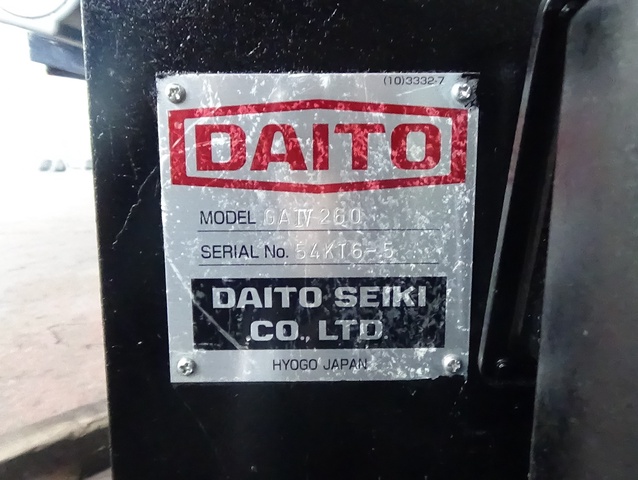 (10)3332-7
DAITO
MODEL GAⅣ260
SERIAL No. 54KT6-.5
DAITO SEIKI
CO., LTD
HYOGO JAPAN